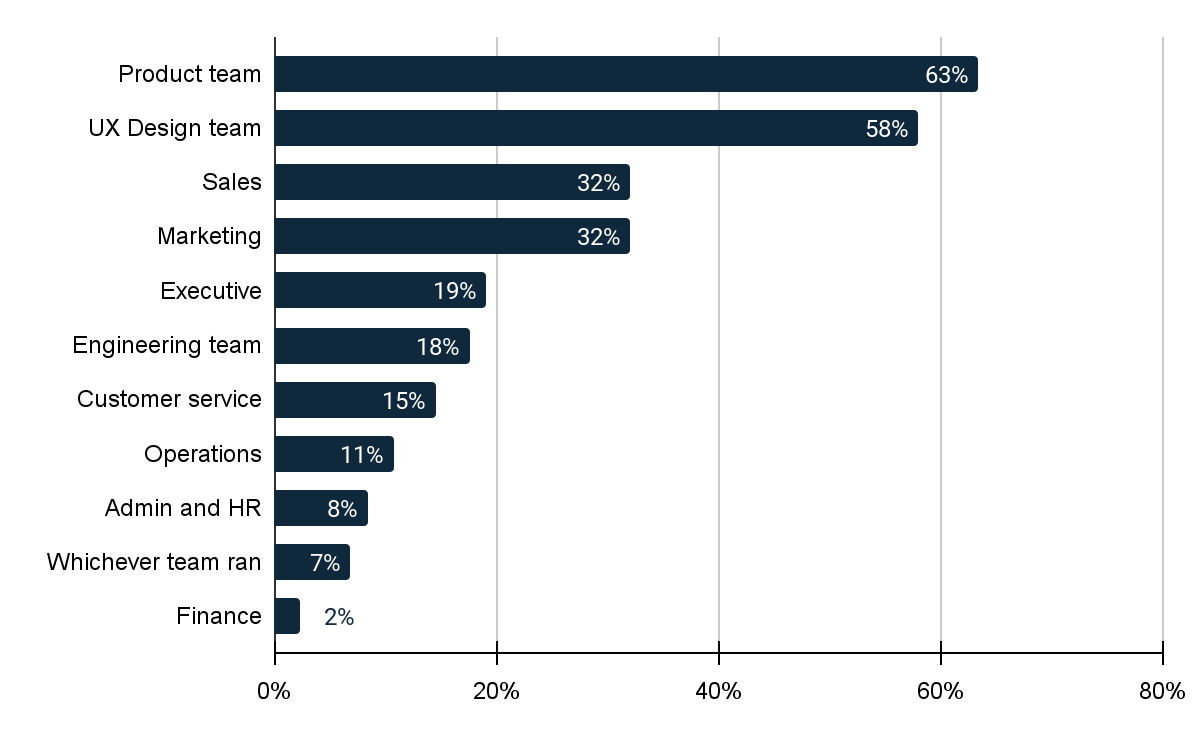 Product team 63%
UX Design team 58%
Sales 32%
Marketing 32%
Executive 19%
Engineering team 18%
Customer service 15%
Operations 11%
Admin and HR 8%
Whichever team ran 7%
Finance 2%
0% 20% 40% 60% 80%